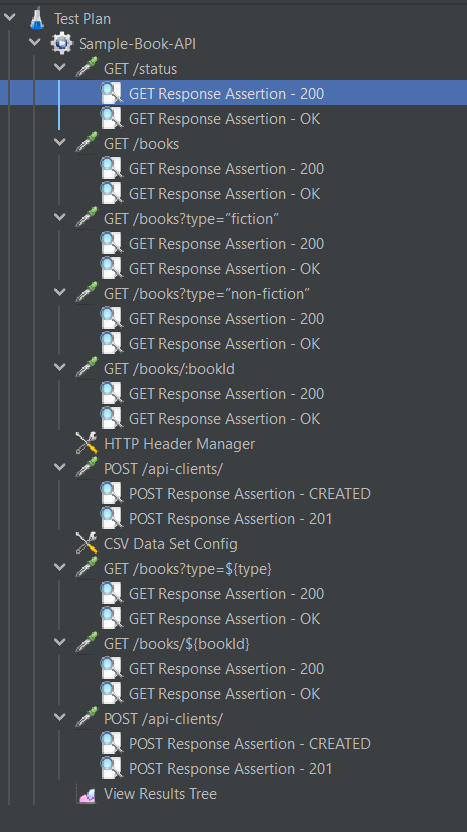 Test Plan
Sample-Book-API
GET /status
GET Response Assertion - 200
GET Response Assertion - OK
GET /books
GET Response Assertion - 200
GET Response Assertion - OK
GET /books?type=”fiction”
GET Response Assertion - 200
GET Response Assertion - OK
GET /books?type=”non-fiction”
GET Response Assertion - 200
GET Response Assertion - OK
GET /books/:bookId
GET Response Assertion - 200
GET Response Assertion - OK
HTTP Header Manager
POST /api-clients/
POST Response Assertion - CREATED
POST Response Assertion - 201
CSV Data Set Config
GET /books?type=${type}
GET Response Assertion - 200
GET Response Assertion - OK
GET /books/${bookId}
GET Response Assertion - 200
GET Response Assertion - OK
POST /api-clients/
POST Response Assertion - CREATED
POST Response Assertion - 201
View Results Tree